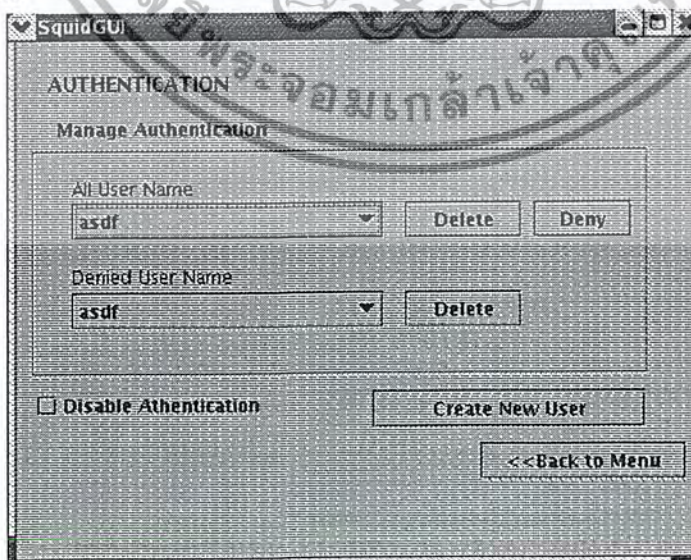 SquidGUI
AUTHENTICATION
Manage Authentication
All User Name
asdf
Delete
Deny
Denied User Name
asdf
Delete
Disable Athentication
Create New User
<<Back to Menu